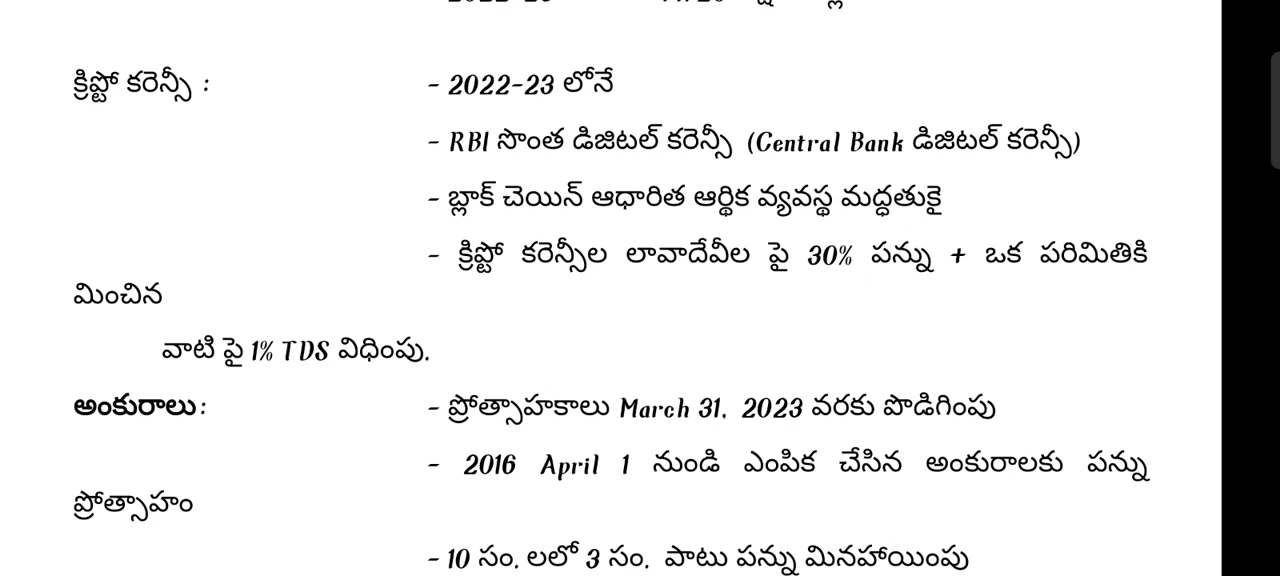 క్రిప్టో కరెన్సీ : - 2022-23 లోనే
- RBI సొంత డిజిటల్ కరెన్సీ (Central Bank డిజిటల్ కరెన్సీ)
- బ్లాక్ చెయిన్ ఆధారిత ఆర్థిక వ్యవస్థ మద్ధతుకై
- క్రిప్టో కరెన్సీల లావాదేవీల పై 30% పన్ను + ఒక పరిమితికి
మించిన
వాటి పై 1% TDS విధింపు.
అంకురాలు: - ప్రోత్సాహకాలు March 31, 2023 వరకు పొడిగింపు
- 2016 April 1 నుండి ఎంపిక చేసిన అంకురాలకు పన్ను
ప్రోత్సాహం
- 10 సం. లలో 3 సం. పాటు పన్ను మినహాయింపు